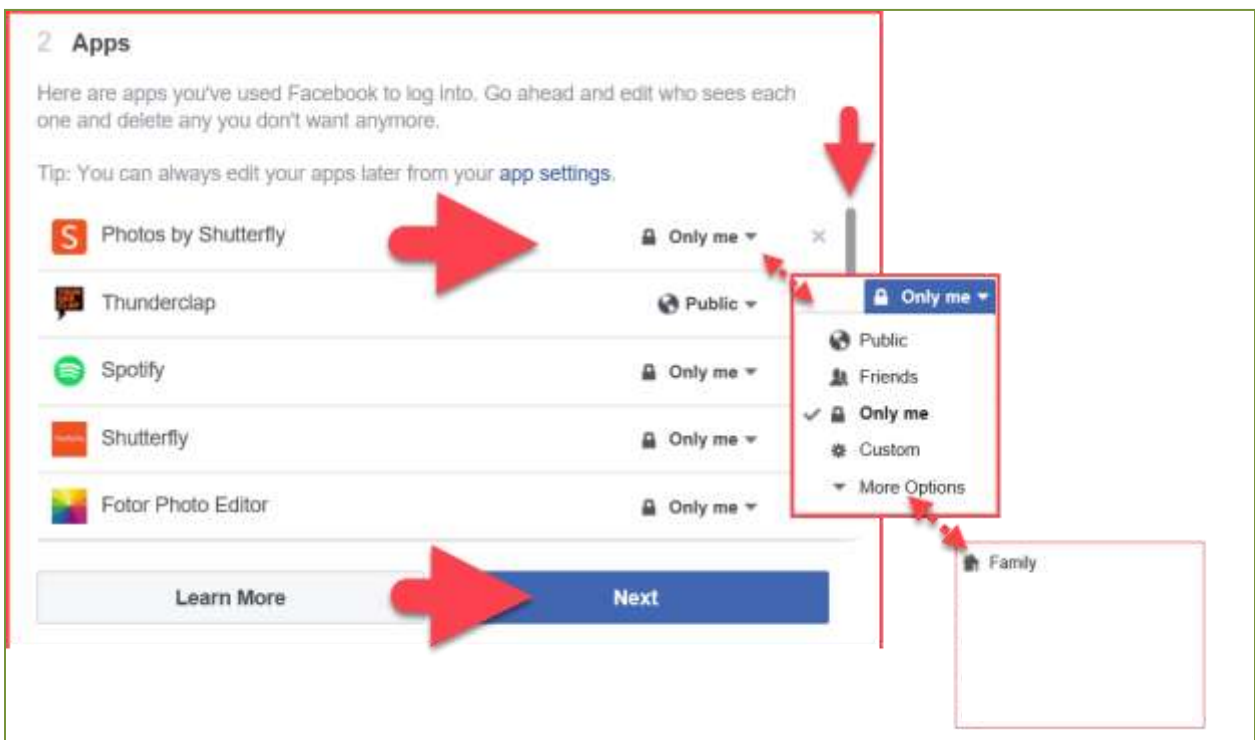 2 Apps
Here are apps you've used Facebook to log into. Go ahead and edit who sees each
one and delete any you don't want anymore.
Tip: You can always edit your apps later from your app settings.
S Photos by Shutterfly Only me
Thunderclap Public
Spotify Only me
Shutterfly Only me
Fotor Photo Editor Only me
Learn More Next
Only me
Public
Friends
Only me
Custom
More Options
Family